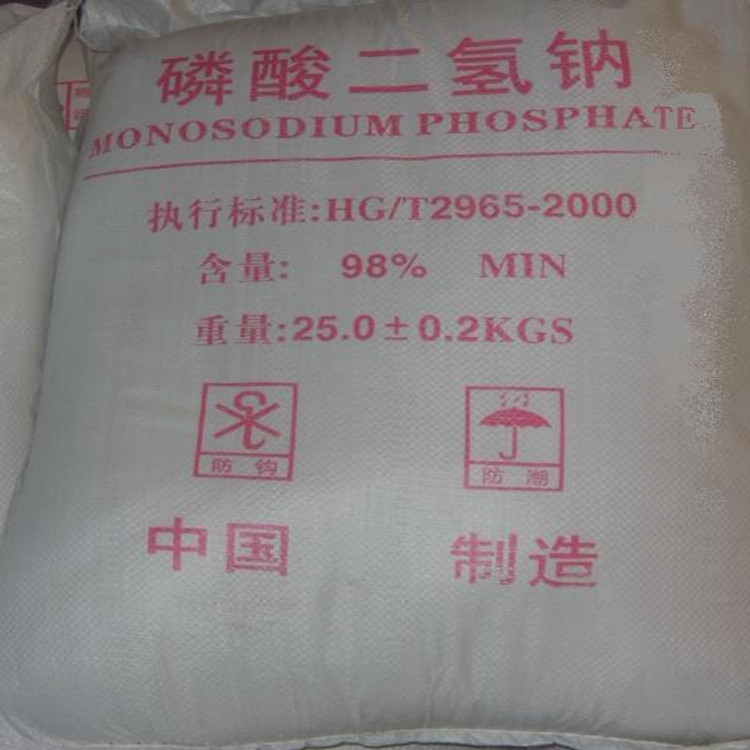 磷酸二氢钠
MONOSODIUM PHOSPHATE
执行标准:HG/T2965-2000
含量: 98% MIN
重量:25.0±0.2KGS
防钩 防潮
中国 制造